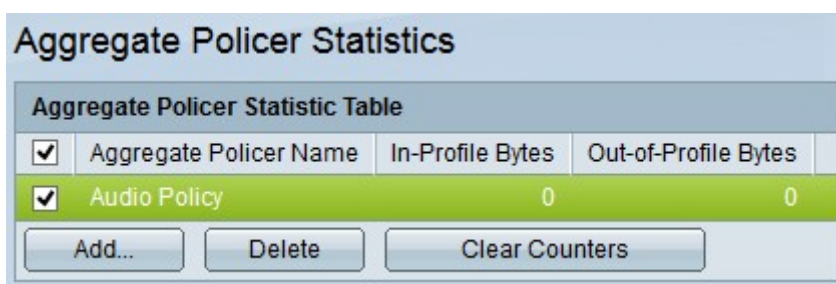 Aggregate Policer Statistics
Aggregate Policer Statistic Table
Aggregate Policer Name In-Profile Bytes Out-of-Profile Bytes
Audio Policy 0 0
Add... Delete Clear Counters